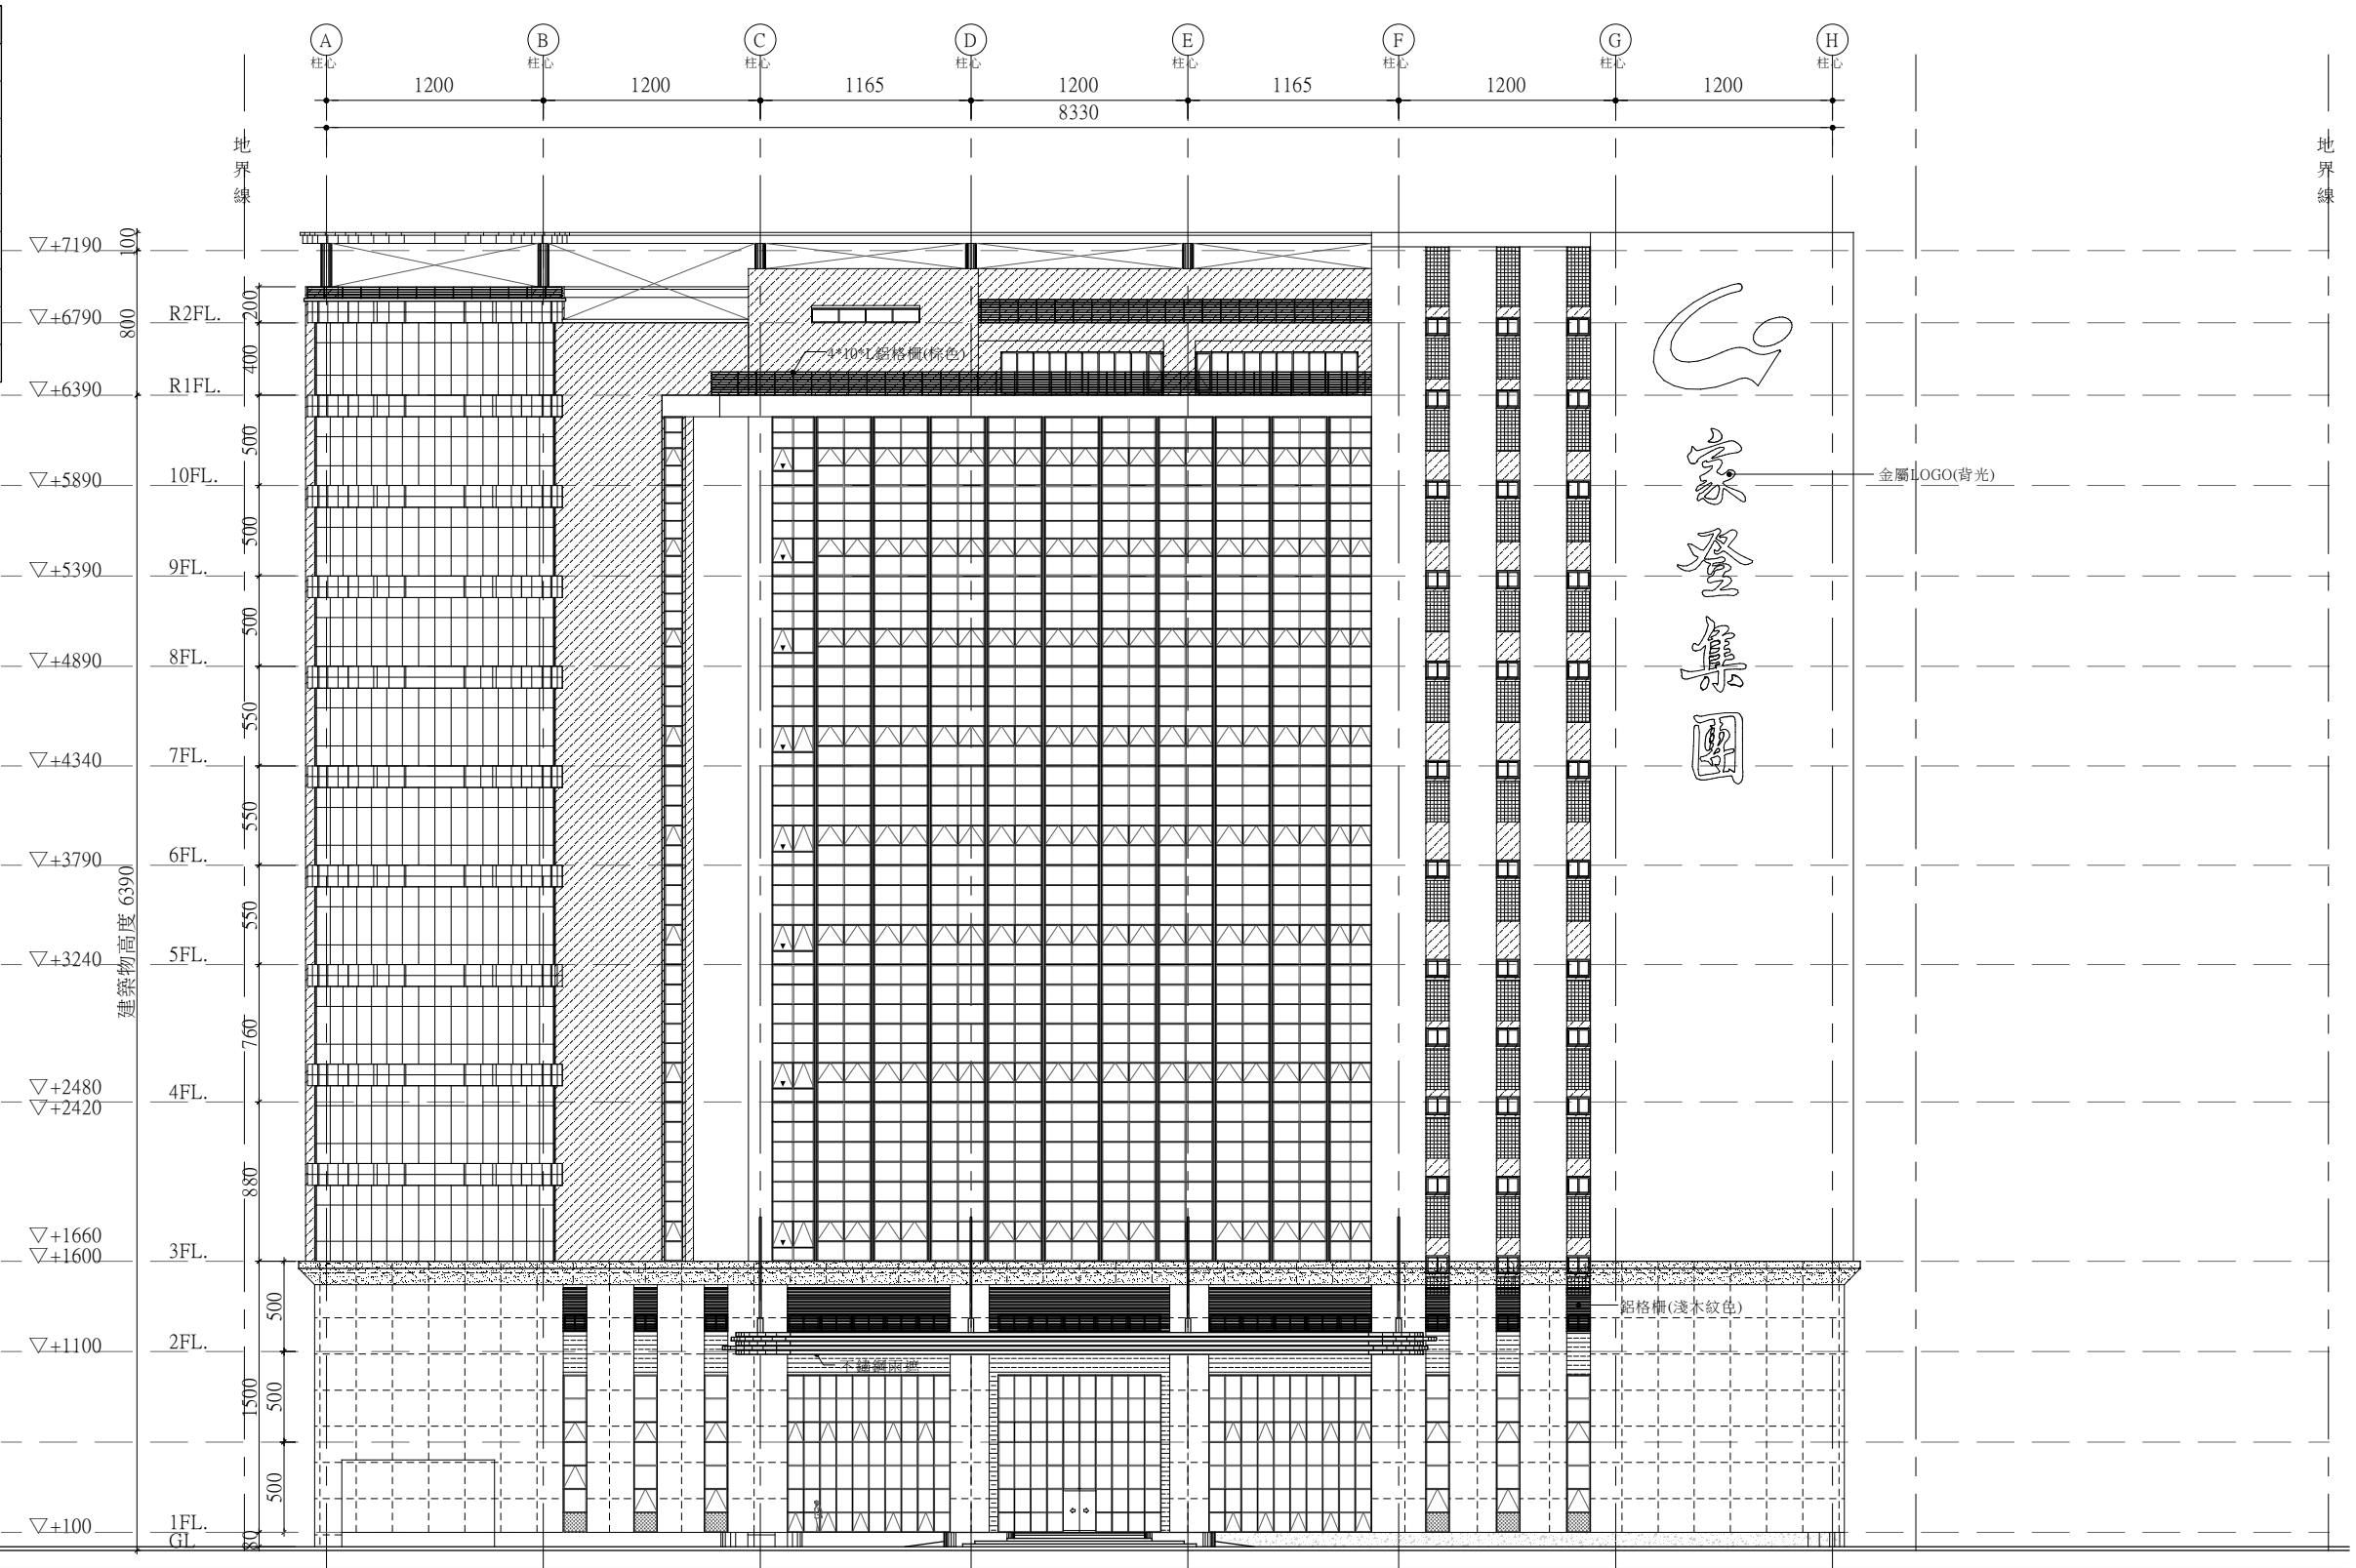 A B C D E F G H
柱心 柱心 柱心 柱心 柱心 柱心 柱心 柱心
1200 1200 1165 1200 1165 1200 1200
8330
地界線
地界線
▽+7190
100
▽+6790 R2FL. 200
800
400
4*10*L鋁格柵(棕色)
▽+6390 R1FL.
500
▽+5890 10FL.
金屬LOGO(背光)
家登集團
500
▽+5390 9FL.
500
▽+4890 8FL.
550
▽+4340 7FL.
550
▽+3790 6FL.
建築物高度 6390
550
▽+3240 5FL.
760
▽+2480 4FL.
▽+2420
880
▽+1660
▽+1600 3FL.
500
鋁格柵(淺木紋色)
▽+1100 2FL.
不鏽鋼雨遮
1500 500
500
▽+100 1FL.
GL 80